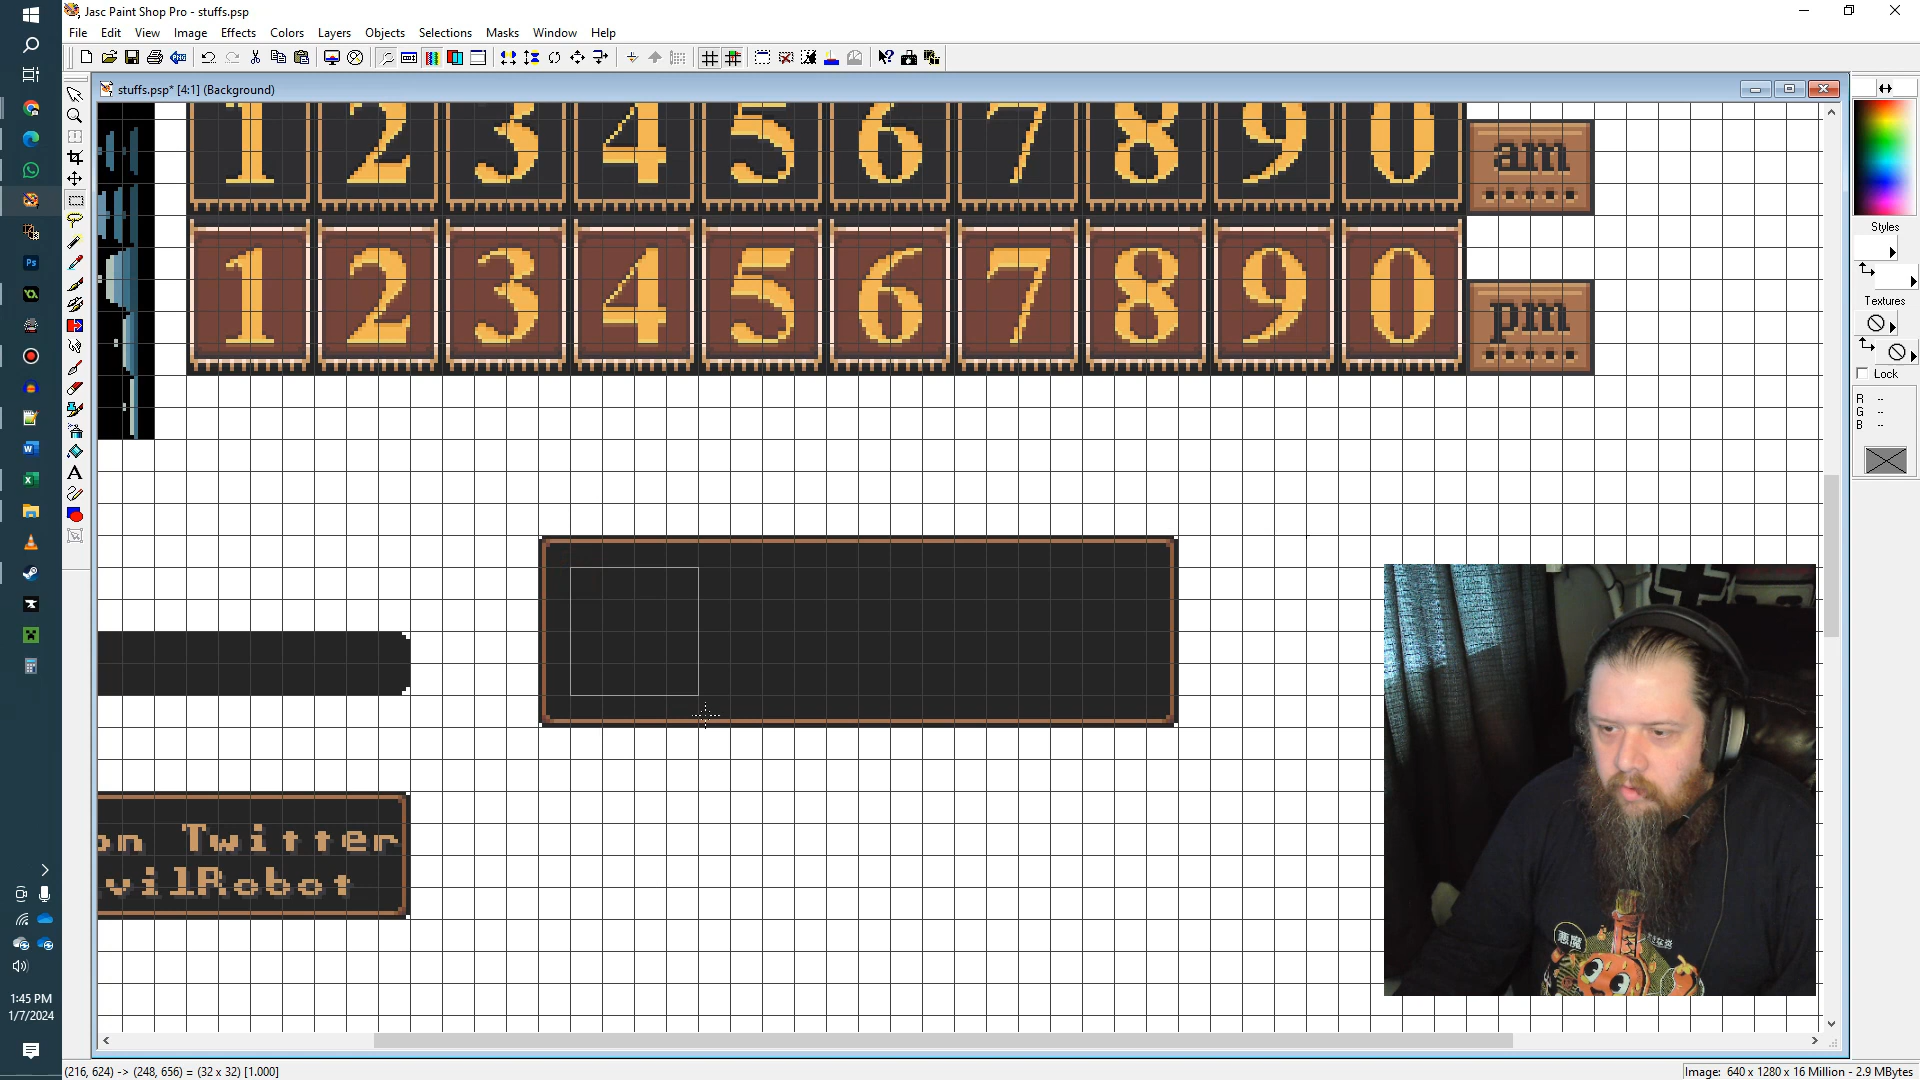 Jasc Paint Shop Pro - stuffs.psp
File Edit View Image Effects Colors Layers Objects Selections Masks Window Help
stuffs.psp* [4:1] (Background)
1 2 3 4 5 6 7 8 9 0 am
1 2 3 4 5 6 7 8 9 0 pm
Styles
Textures
Lock
R --
G --
B --
on Twitter
vilRobot
悪魔
1:45 PM
1/7/2024
(216, 624) -> (248, 656) = (32 x 32) [1.000]
Image: 640 x 1280 x 16 Million - 2.9 MBytes